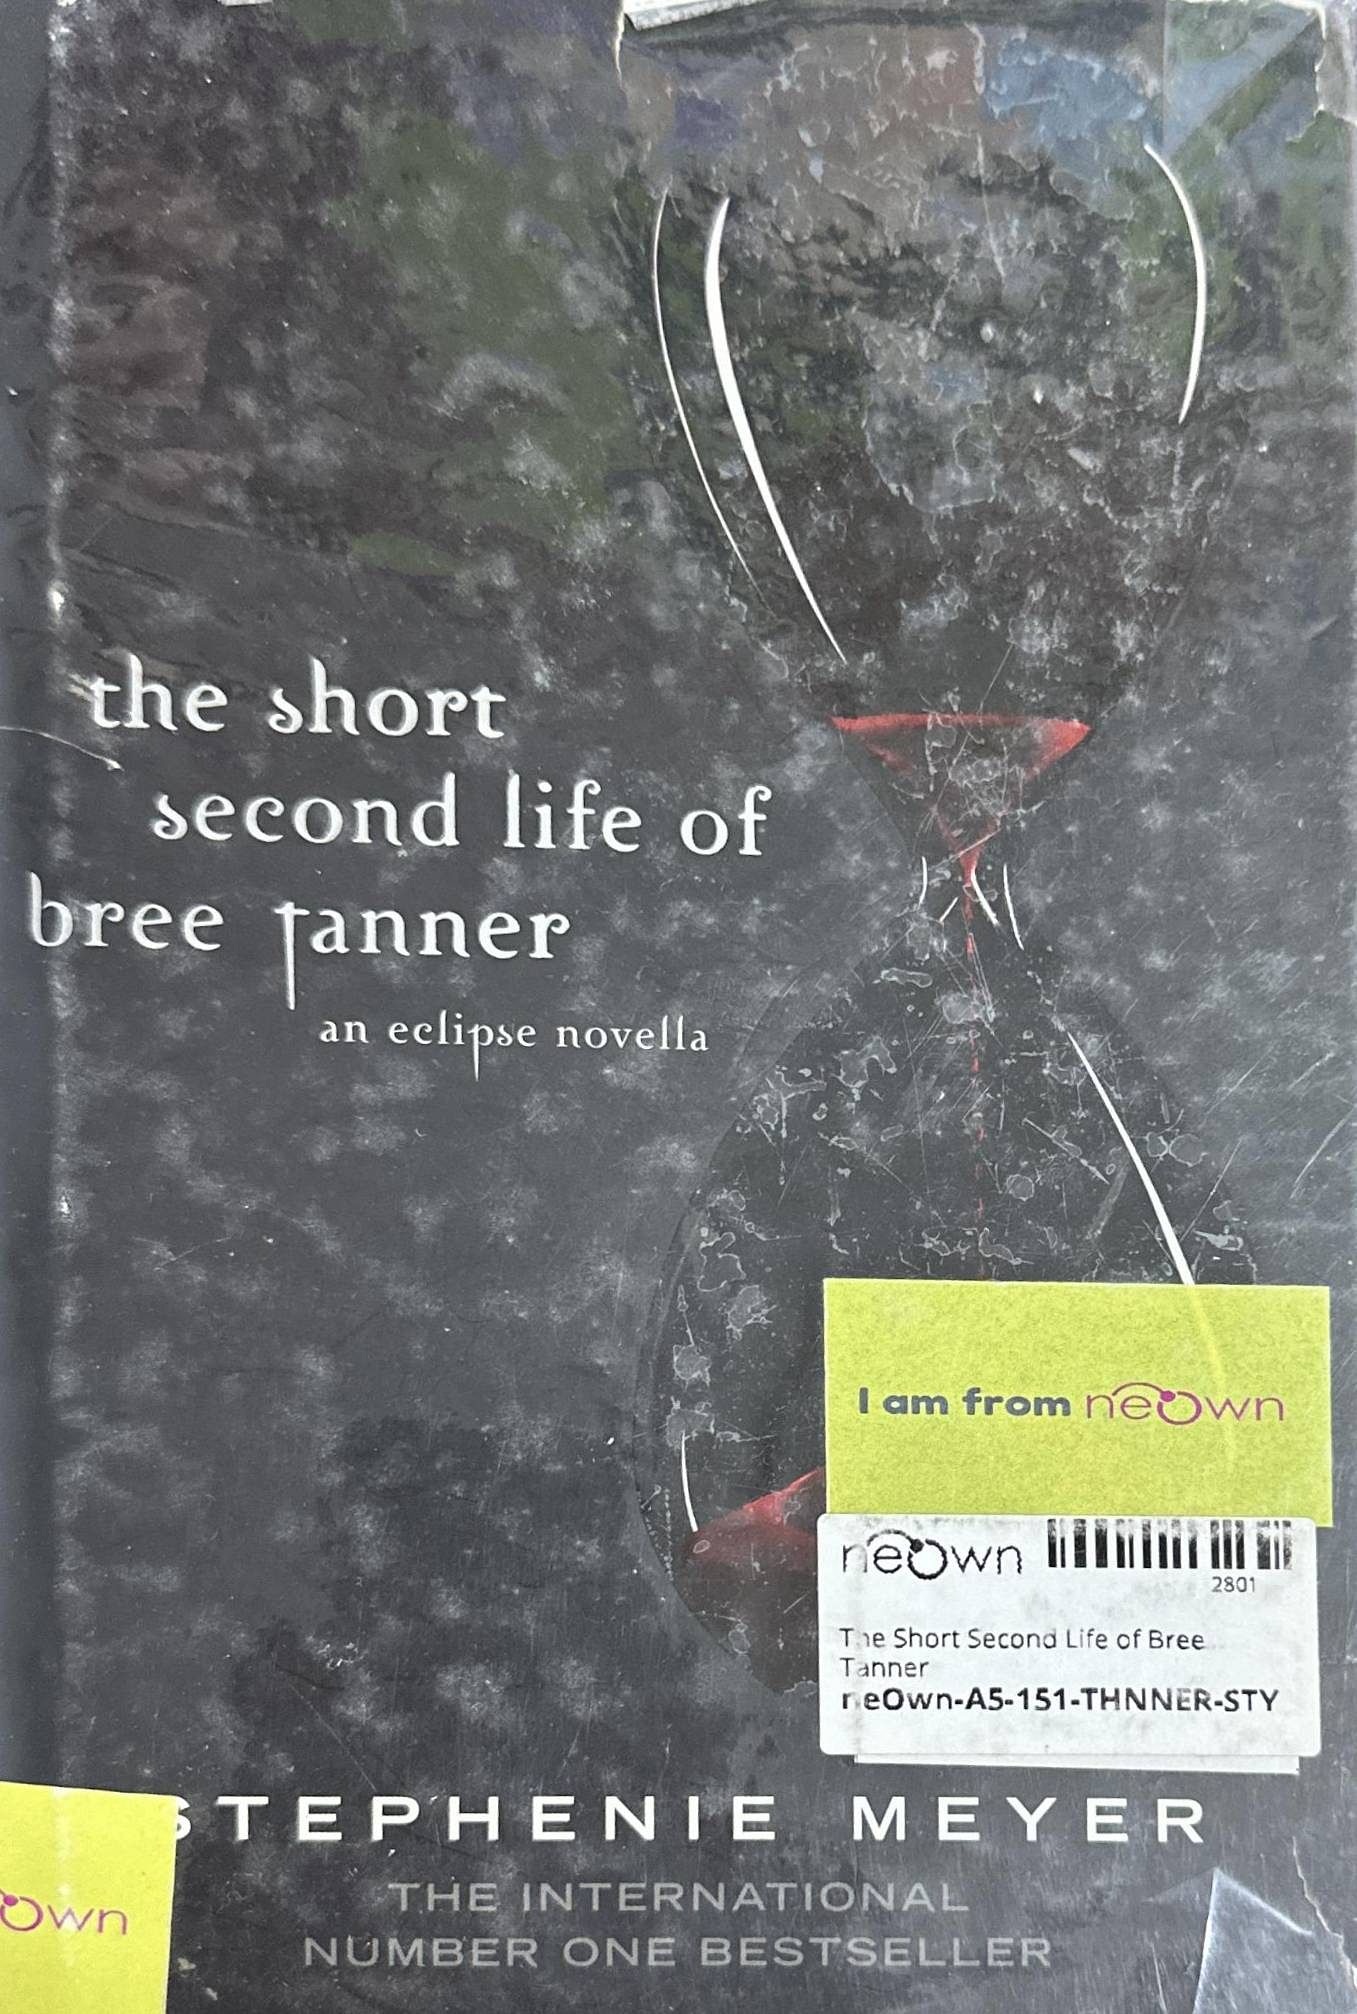 the short
second life of
bree tanner
an eclipse novella
I am from neOwn
neOwn
2801
The Short Second Life of Bree
Tanner
neOwn-A5-151-THNNER-STY
STEPHENIE MEYER
THE INTERNATIONAL
NUMBER ONE BESTSELLER
Own